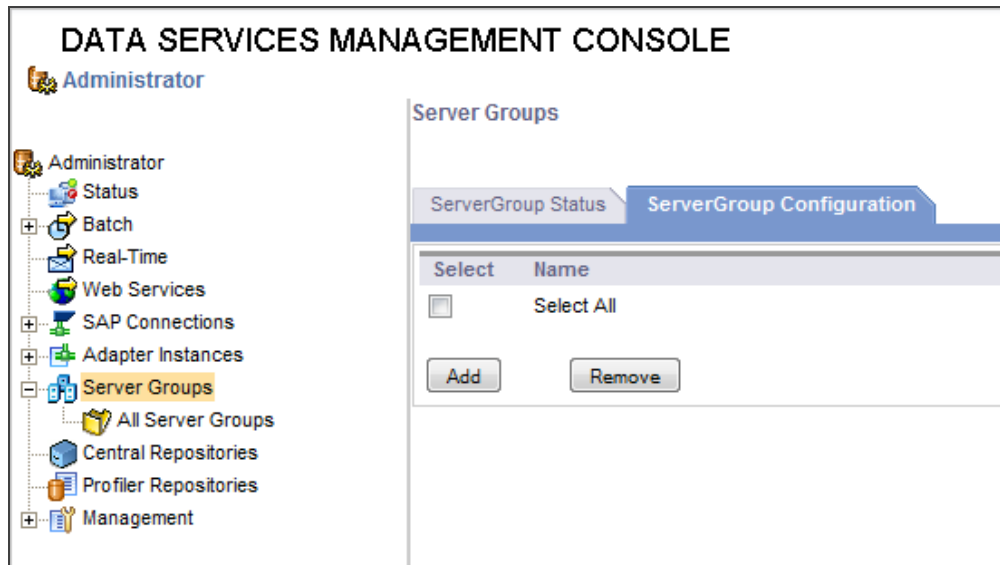 DATA SERVICES MANAGEMENT CONSOLE
Administrator
Administrator
Status
Batch
Real-Time
Web Services
SAP Connections
Adapter Instances
Server Groups
All Server Groups
Central Repositories
Profiler Repositories
Management
Server Groups
ServerGroup Status ServerGroup Configuration
Select Name
Select All
Add Remove